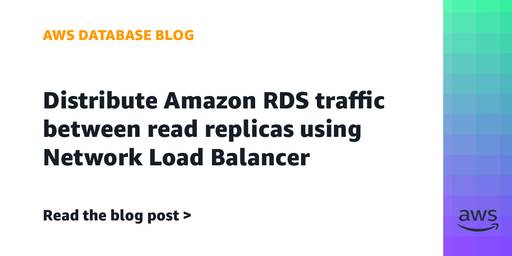 AWS DATABASE BLOG
Distribute Amazon RDS traffic
between read replicas using
Network Load Balancer
Read the blog post >
aws